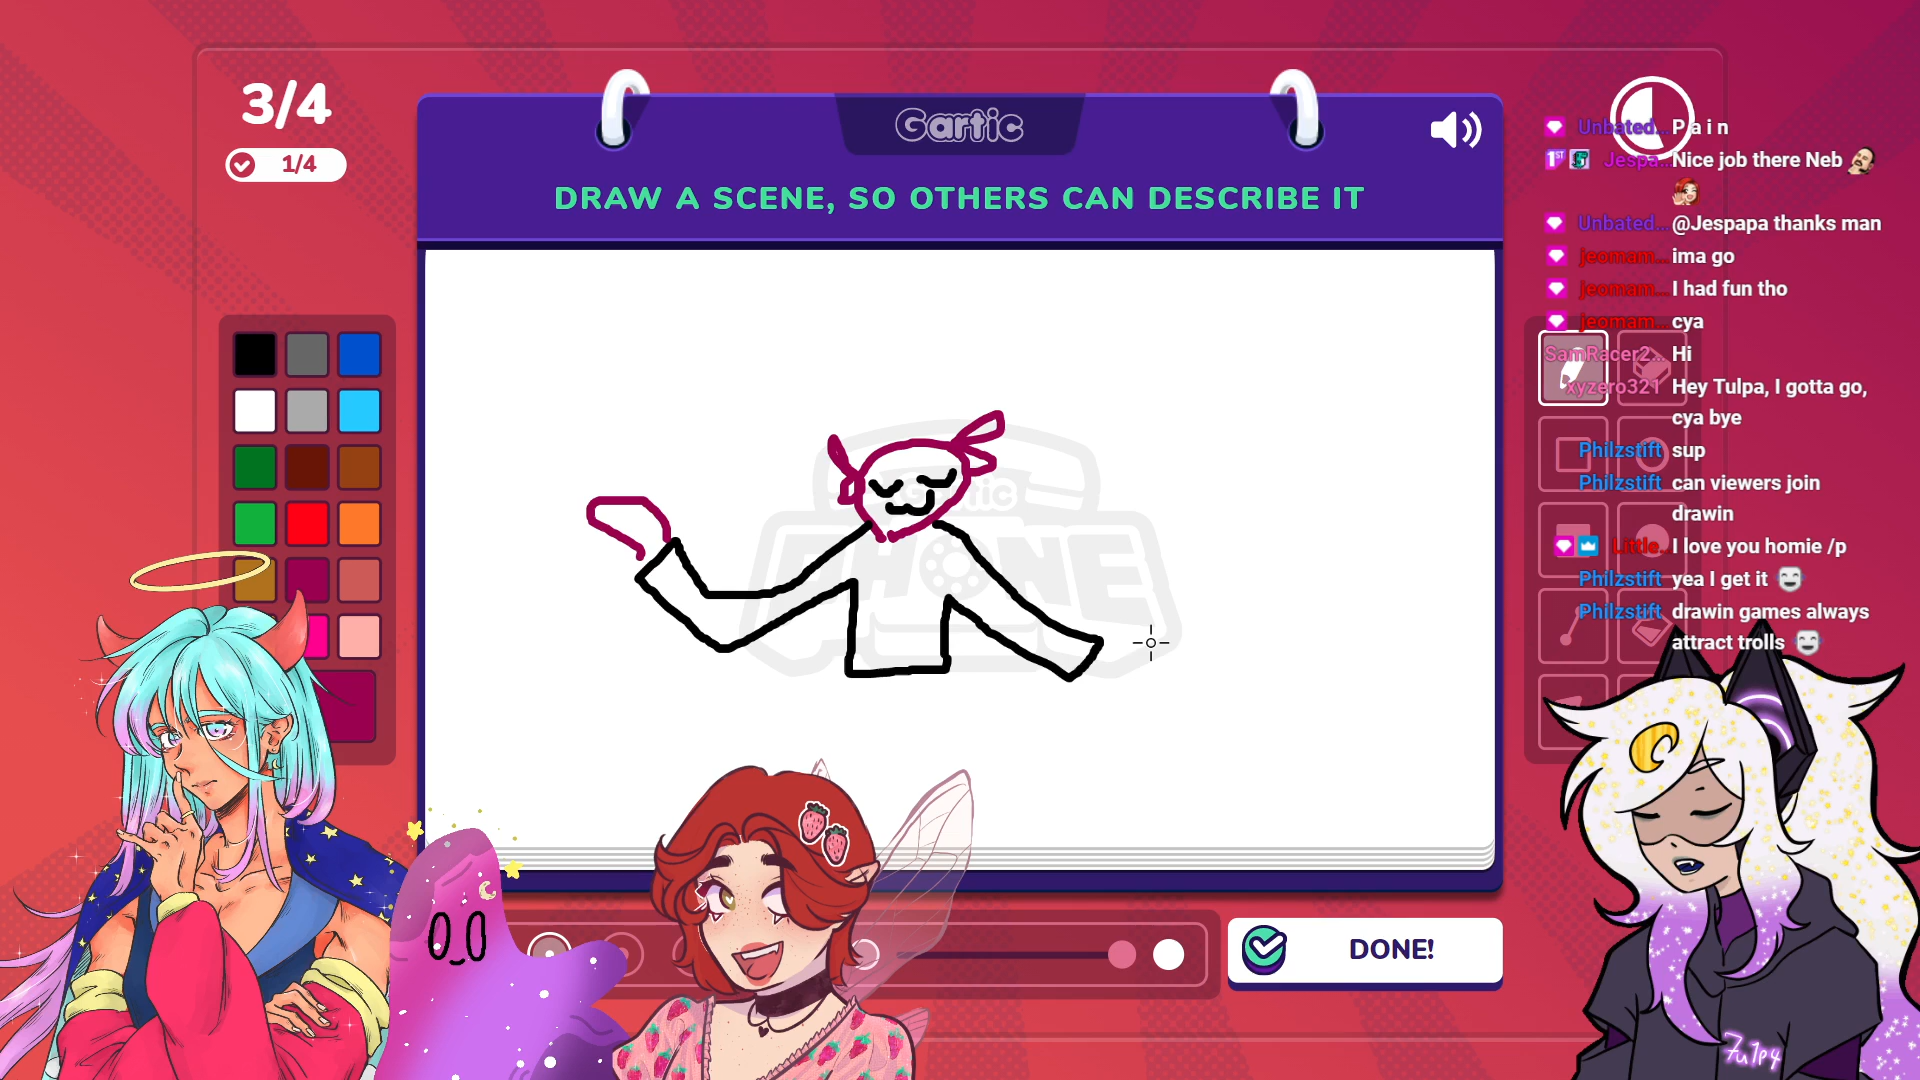 3/4
1/4
Gartic
DRAW A SCENE, SO OTHERS CAN DESCRIBE IT
Gartic
PHONE
Unbated... P a i n
1ST Jespa... Nice job there Neb
Unbated... @Jespapa thanks man
jeomam... ima go
jeomam... I had fun tho
jeomam... cya
SamRacer2... Hi
xyzero321 Hey Tulpa, I gotta go,
cya bye
Philzstift sup
Philzstift can viewers join
drawin
Little... I love you homie /p
Philzstift yea I get it
Philzstift drawin games always
attract trolls
DONE!